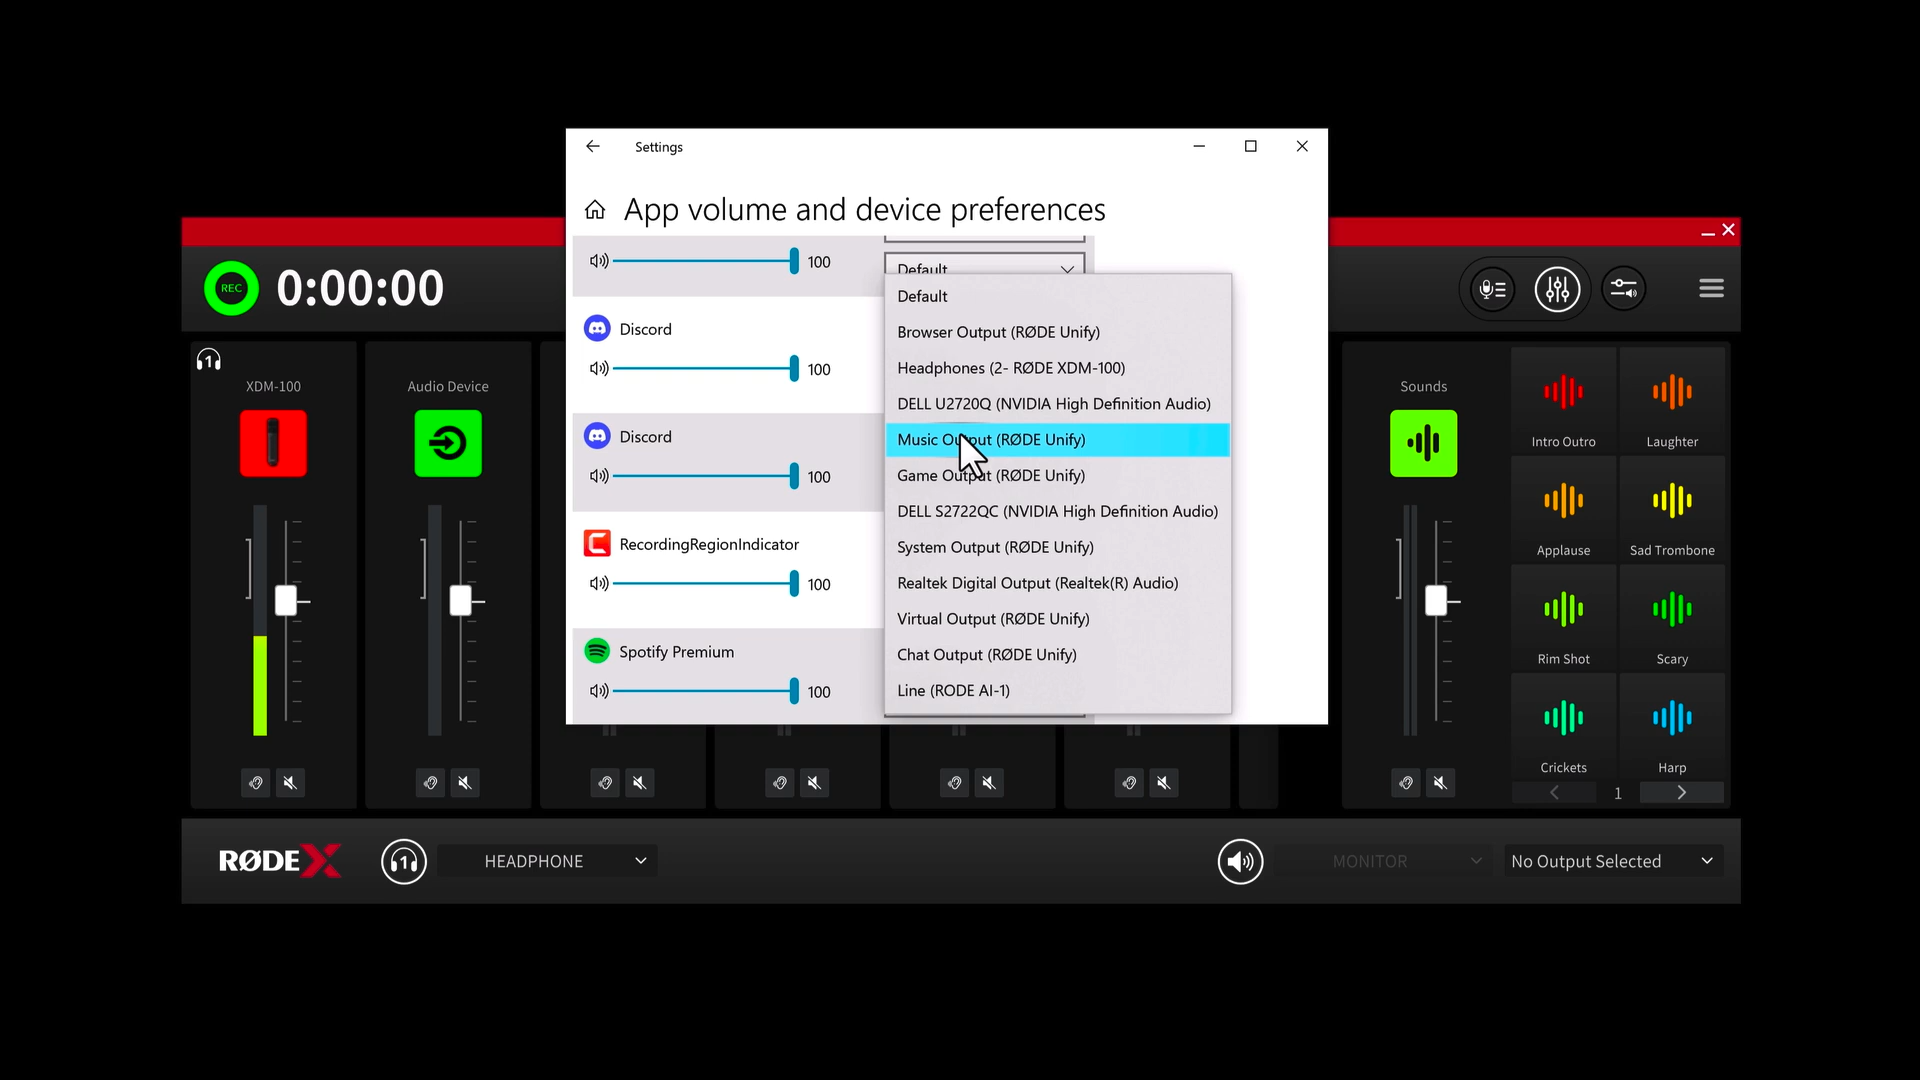 Settings
App volume and device preferences
100
Default
Discord
100
Discord
100
RecordingRegionIndicator
100
Spotify Premium
100
Default
Browser Output (RØDE Unify)
Headphones (2- RØDE XDM-100)
DELL U2720Q (NVIDIA High Definition Audio)
Music Output (RØDE Unify)
Game Output (RØDE Unify)
DELL S2722QC (NVIDIA High Definition Audio)
System Output (RØDE Unify)
Realtek Digital Output (Realtek(R) Audio)
Virtual Output (RØDE Unify)
Chat Output (RØDE Unify)
Line (RODE AI-1)
REC
0:00:00
1
XDM-100
Audio Device
Sounds
Intro Outro
Laughter
Applause
Sad Trombone
Rim Shot
Scary
Crickets
Harp
1
RØDEX
1
HEADPHONE
MONITOR
No Output Selected